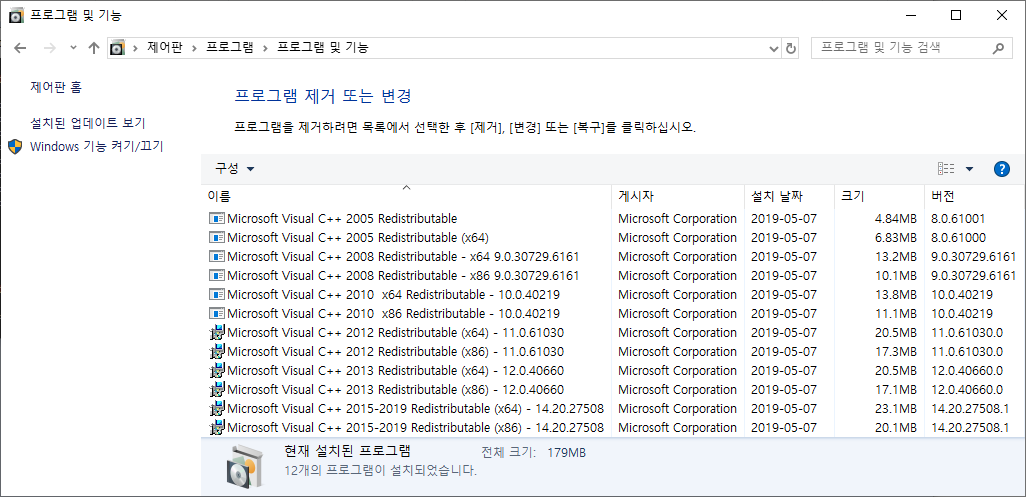 프로그램 및 기능
제어판 > 프로그램 > 프로그램 및 기능
프로그램 및 기능 검색
제어판 홈
설치된 업데이트 보기
Windows 기능 켜기/끄기
프로그램 제거 또는 변경
프로그램을 제거하려면 목록에서 선택한 후 [제거], [변경] 또는 [복구]를 클릭하십시오.
구성
이름 게시자 설치 날짜 크기 버전
Microsoft Visual C++ 2005 Redistributable Microsoft Corporation 2019-05-07 4.84MB 8.0.61001
Microsoft Visual C++ 2005 Redistributable (x64) Microsoft Corporation 2019-05-07 6.83MB 8.0.61000
Microsoft Visual C++ 2008 Redistributable - x64 9.0.30729.6161 Microsoft Corporation 2019-05-07 13.2MB 9.0.30729.6161
Microsoft Visual C++ 2008 Redistributable - x86 9.0.30729.6161 Microsoft Corporation 2019-05-07 10.1MB 9.0.30729.6161
Microsoft Visual C++ 2010  x64 Redistributable - 10.0.40219 Microsoft Corporation 2019-05-07 13.8MB 10.0.40219
Microsoft Visual C++ 2010  x86 Redistributable - 10.0.40219 Microsoft Corporation 2019-05-07 11.1MB 10.0.40219
Microsoft Visual C++ 2012 Redistributable (x64) - 11.0.61030 Microsoft Corporation 2019-05-07 20.5MB 11.0.61030.0
Microsoft Visual C++ 2012 Redistributable (x86) - 11.0.61030 Microsoft Corporation 2019-05-07 17.3MB 11.0.61030.0
Microsoft Visual C++ 2013 Redistributable (x64) - 12.0.40660 Microsoft Corporation 2019-05-07 20.5MB 12.0.40660.0
Microsoft Visual C++ 2013 Redistributable (x86) - 12.0.40660 Microsoft Corporation 2019-05-07 17.1MB 12.0.40660.0
Microsoft Visual C++ 2015-2019 Redistributable (x64) - 14.20.27508 Microsoft Corporation 2019-05-07 23.1MB 14.20.27508.1
Microsoft Visual C++ 2015-2019 Redistributable (x86) - 14.20.27508 Microsoft Corporation 2019-05-07 20.1MB 14.20.27508.1
현재 설치된 프로그램 전체 크기: 179MB
12개의 프로그램이 설치되었습니다.